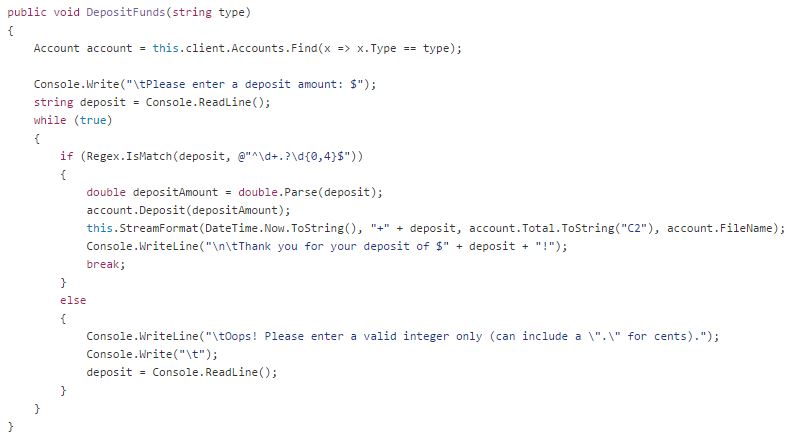 public void DepositFunds(string type)
{
    Account account = this.client.Accounts.Find(x => x.Type == type);

    Console.Write("\tPlease enter a deposit amount: $");
    string deposit = Console.ReadLine();
    while (true)
    {
        if (Regex.IsMatch(deposit, @"^\d+.?\d{0,4}$"))
        {
            double depositAmount = double.Parse(deposit);
            account.Deposit(depositAmount);
            this.StreamFormat(DateTime.Now.ToString(), "+" + deposit, account.Total.ToString("C2"), account.FileName);
            Console.WriteLine("\n\tThank you for your deposit of $" + deposit + "!");
            break;
        }
        else
        {
            Console.WriteLine("\tOops! Please enter a valid integer only (can include a \".\" for cents).");
            Console.Write("\t");
            deposit = Console.ReadLine();
        }
    }
}